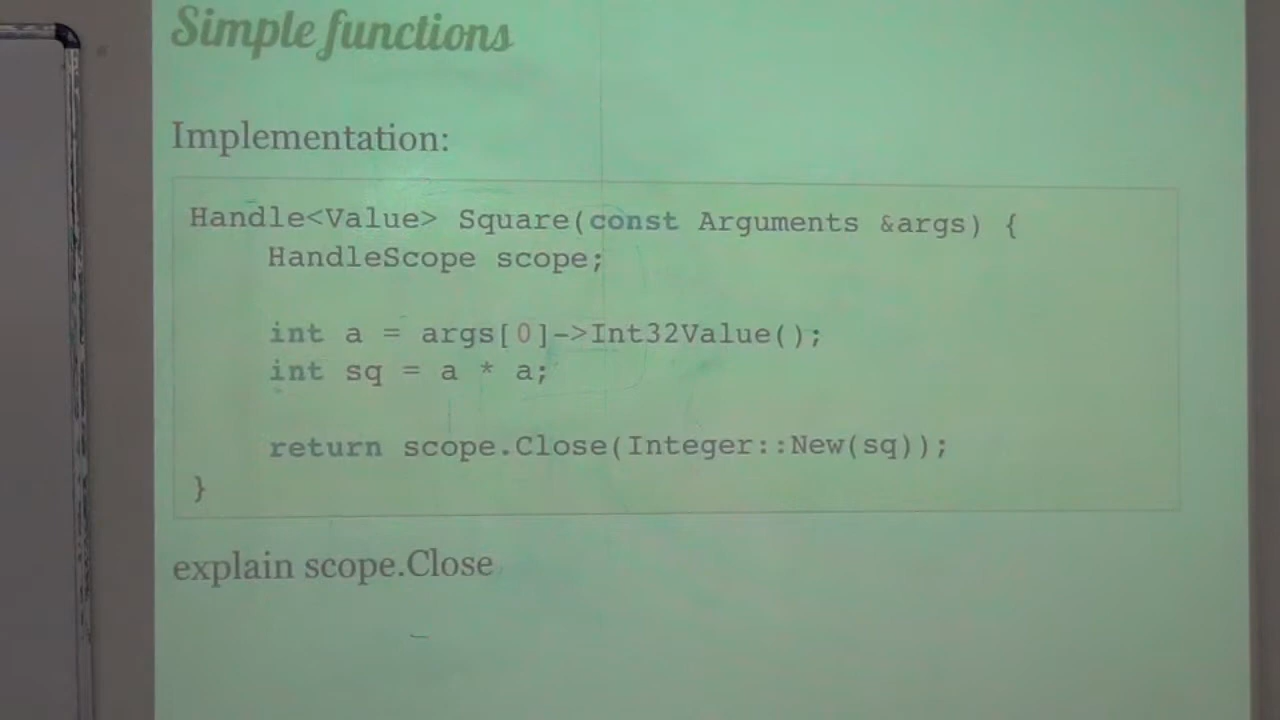 Simple functions
Implementation:
Handle<Value> Square(const Arguments &args) {
    HandleScope scope;
    int a = args[0]->Int32Value();
    int sq = a * a;
    return scope.Close(Integer::New(sq));
}
explain scope.Close